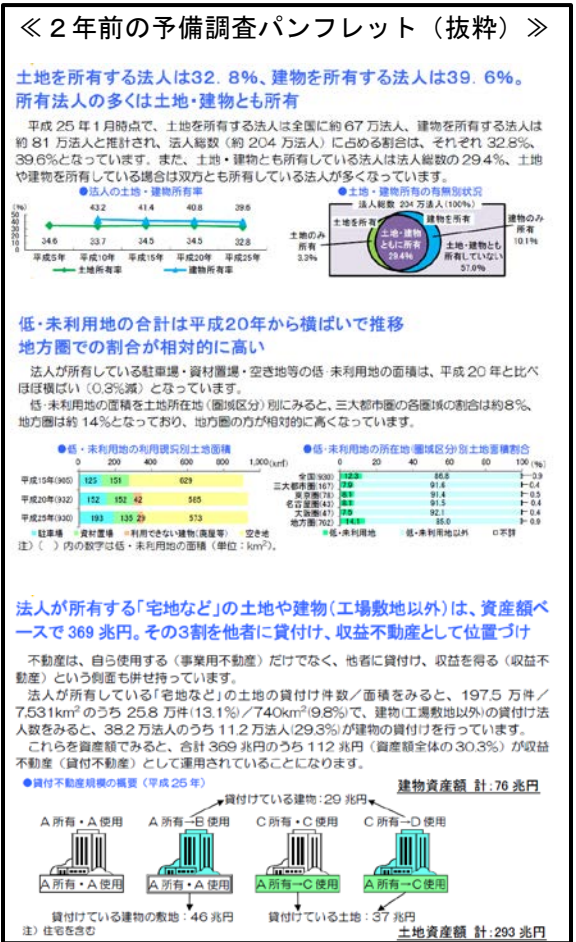 ≪２年前の予備調査パンフレット（抜粋）≫
土地を所有する法人は32．8%、建物を所有する法人は39．6%。
所有法人の多くは土地・建物とも所有
平成 25 年１月時点で、土地を所有する法人は全国に約 67 万法人、建物を所有する法人は
約 81 万法人と推計され、法人総数（約 204 万法人）に占める割合は、それぞれ 32.8%、
39.6%となっています。また、土地・建物とも所有している法人は法人総数の 29.4%、土地
や建物を所有している場合は双方とも所有している法人が多くなっています。
●法人の土地・建物所有率
(%)
50
40
30
20
10
0
43.2 41.4 40.8 39.6
34.6 33.7 34.5 34.5 32.8
平成5年 平成10年 平成15年 平成20年 平成25年
土地所有率 建物所有率
●土地・建物所有の有無別状況
法人総数 204 万法人(100%)
土地を所有 建物を所有
土地のみ
所有
3.3%
土地・建物
ともに所有
29.4%
建物のみ
所有
10.1%
土地・建物とも
所有していない
57.0%
低・未利用地の合計は平成20年から横ばいで推移
地方圏での割合が相対的に高い
法人が所有している駐車場・資材置場・空き地等の低・未利用地の面積は、平成 20 年と比べ
ほぼ横ばい（0.3%減）となっています。
低・未利用地の面積を土地所在地（圏域区分）別にみると、三大都市圏の各圏域の割合は約8%、
地方圏は約 14%となっており、地方圏の方が相対的に高くなっています。
●低・未利用地の利用現況別土地面積
0 200 400 600 800 1,000(km²)
平成15年(905) 125 151 629
平成20年(932) 152 152 42 585
平成25年(930) 193 135 29 573
駐車場 資材置場 利用できない建物(廃屋等) 空き地
注）（ ）内の数字は低・未利用地の面積（単位：km²）。
●低・未利用地の所在地(圏域区分)別土地面積割合
0 20 40 60 80 100 (%)
全国(930) 12.3 86.8 0.9
三大都市圏(167) 7.9 91.6 0.4
東京圏(78) 8.1 91.4 0.5
名古屋圏(43) 8.1 91.5 0.4
大阪圏(47) 7.5 92.1 0.4
地方圏(762) 14.1 85.0 0.9
低・未利用地 低・未利用地以外 不詳
法人が所有する「宅地など」の土地や建物（工場敷地以外）は、資産額ベ
ースで 369 兆円。その３割を他者に貸付け、収益不動産として位置づけ
不動産は、自ら使用する（事業用不動産）だけでなく、他者に貸付け、収益を得る（収益不
動産）という側面も併せ持っています。
法人が所有している「宅地など」の土地の貸付け件数／面積をみると、197.5 万件／
7,531km²のうち 25.8 万件(13.1%)／740km²(9.8%)で、建物(工場敷地以外)の貸付け法
人数をみると、38.2万法人のうち 11.2 万法人(29.3%)が建物の貸付けを行っています。
これらを資産額でみると、合計 369 兆円のうち 112 兆円（資産額全体の 30.3%）が収益
不動産（貸付不動産）として運用されていることになります。
●貸付不動産規模の概要（平成 25 年）
建物資産額 計:76 兆円
貸付けている建物：29 兆円
A 所有・A 使用 A 所有→B 使用 C 所有・C 使用 C 所有→D 使用
A 所有・A 使用 A 所有・A 使用 A 所有→C 使用 A 所有→C 使用
貸付けている建物の敷地：46 兆円 貸付けている土地：37 兆円
注）住宅を含む
土地資産額 計:293 兆円